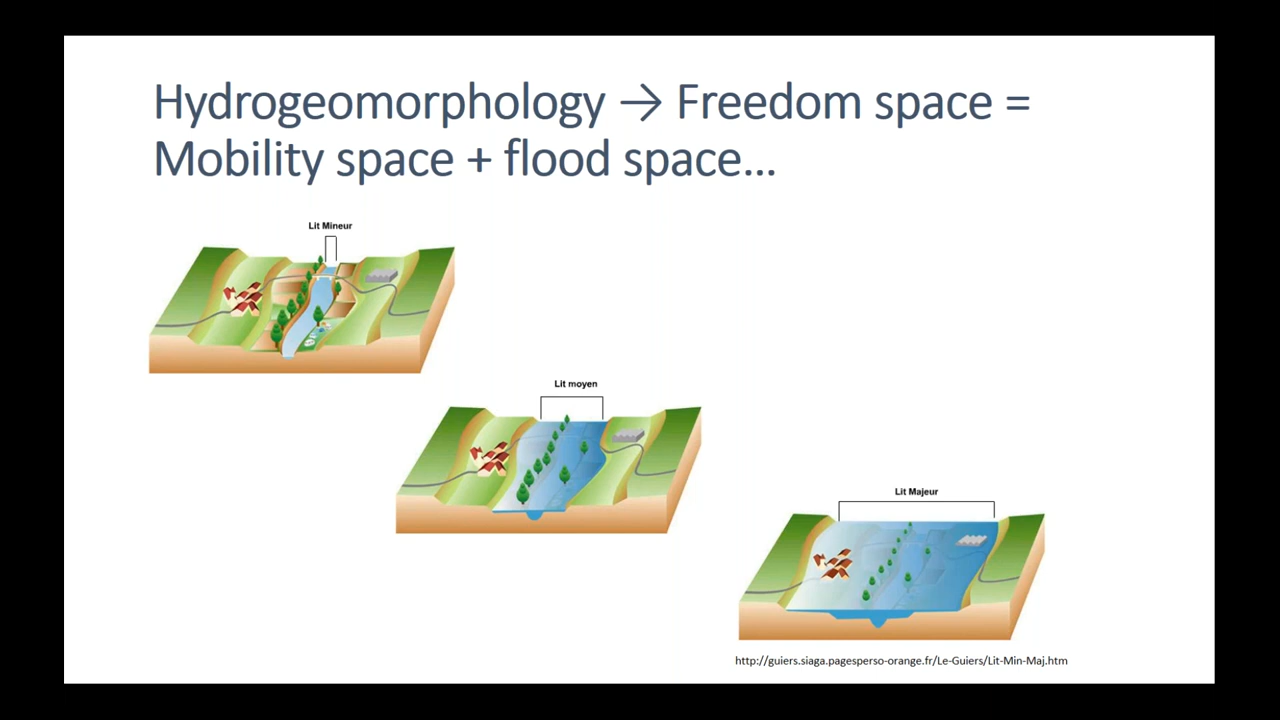 Hydrogeomorphology → Freedom space =
Mobility space + flood space...
Lit Mineur
Lit moyen
Lit Majeur
http://guiers.siaga.pagesperso-orange.fr/Le-Guiers/Lit-Min-Maj.htm